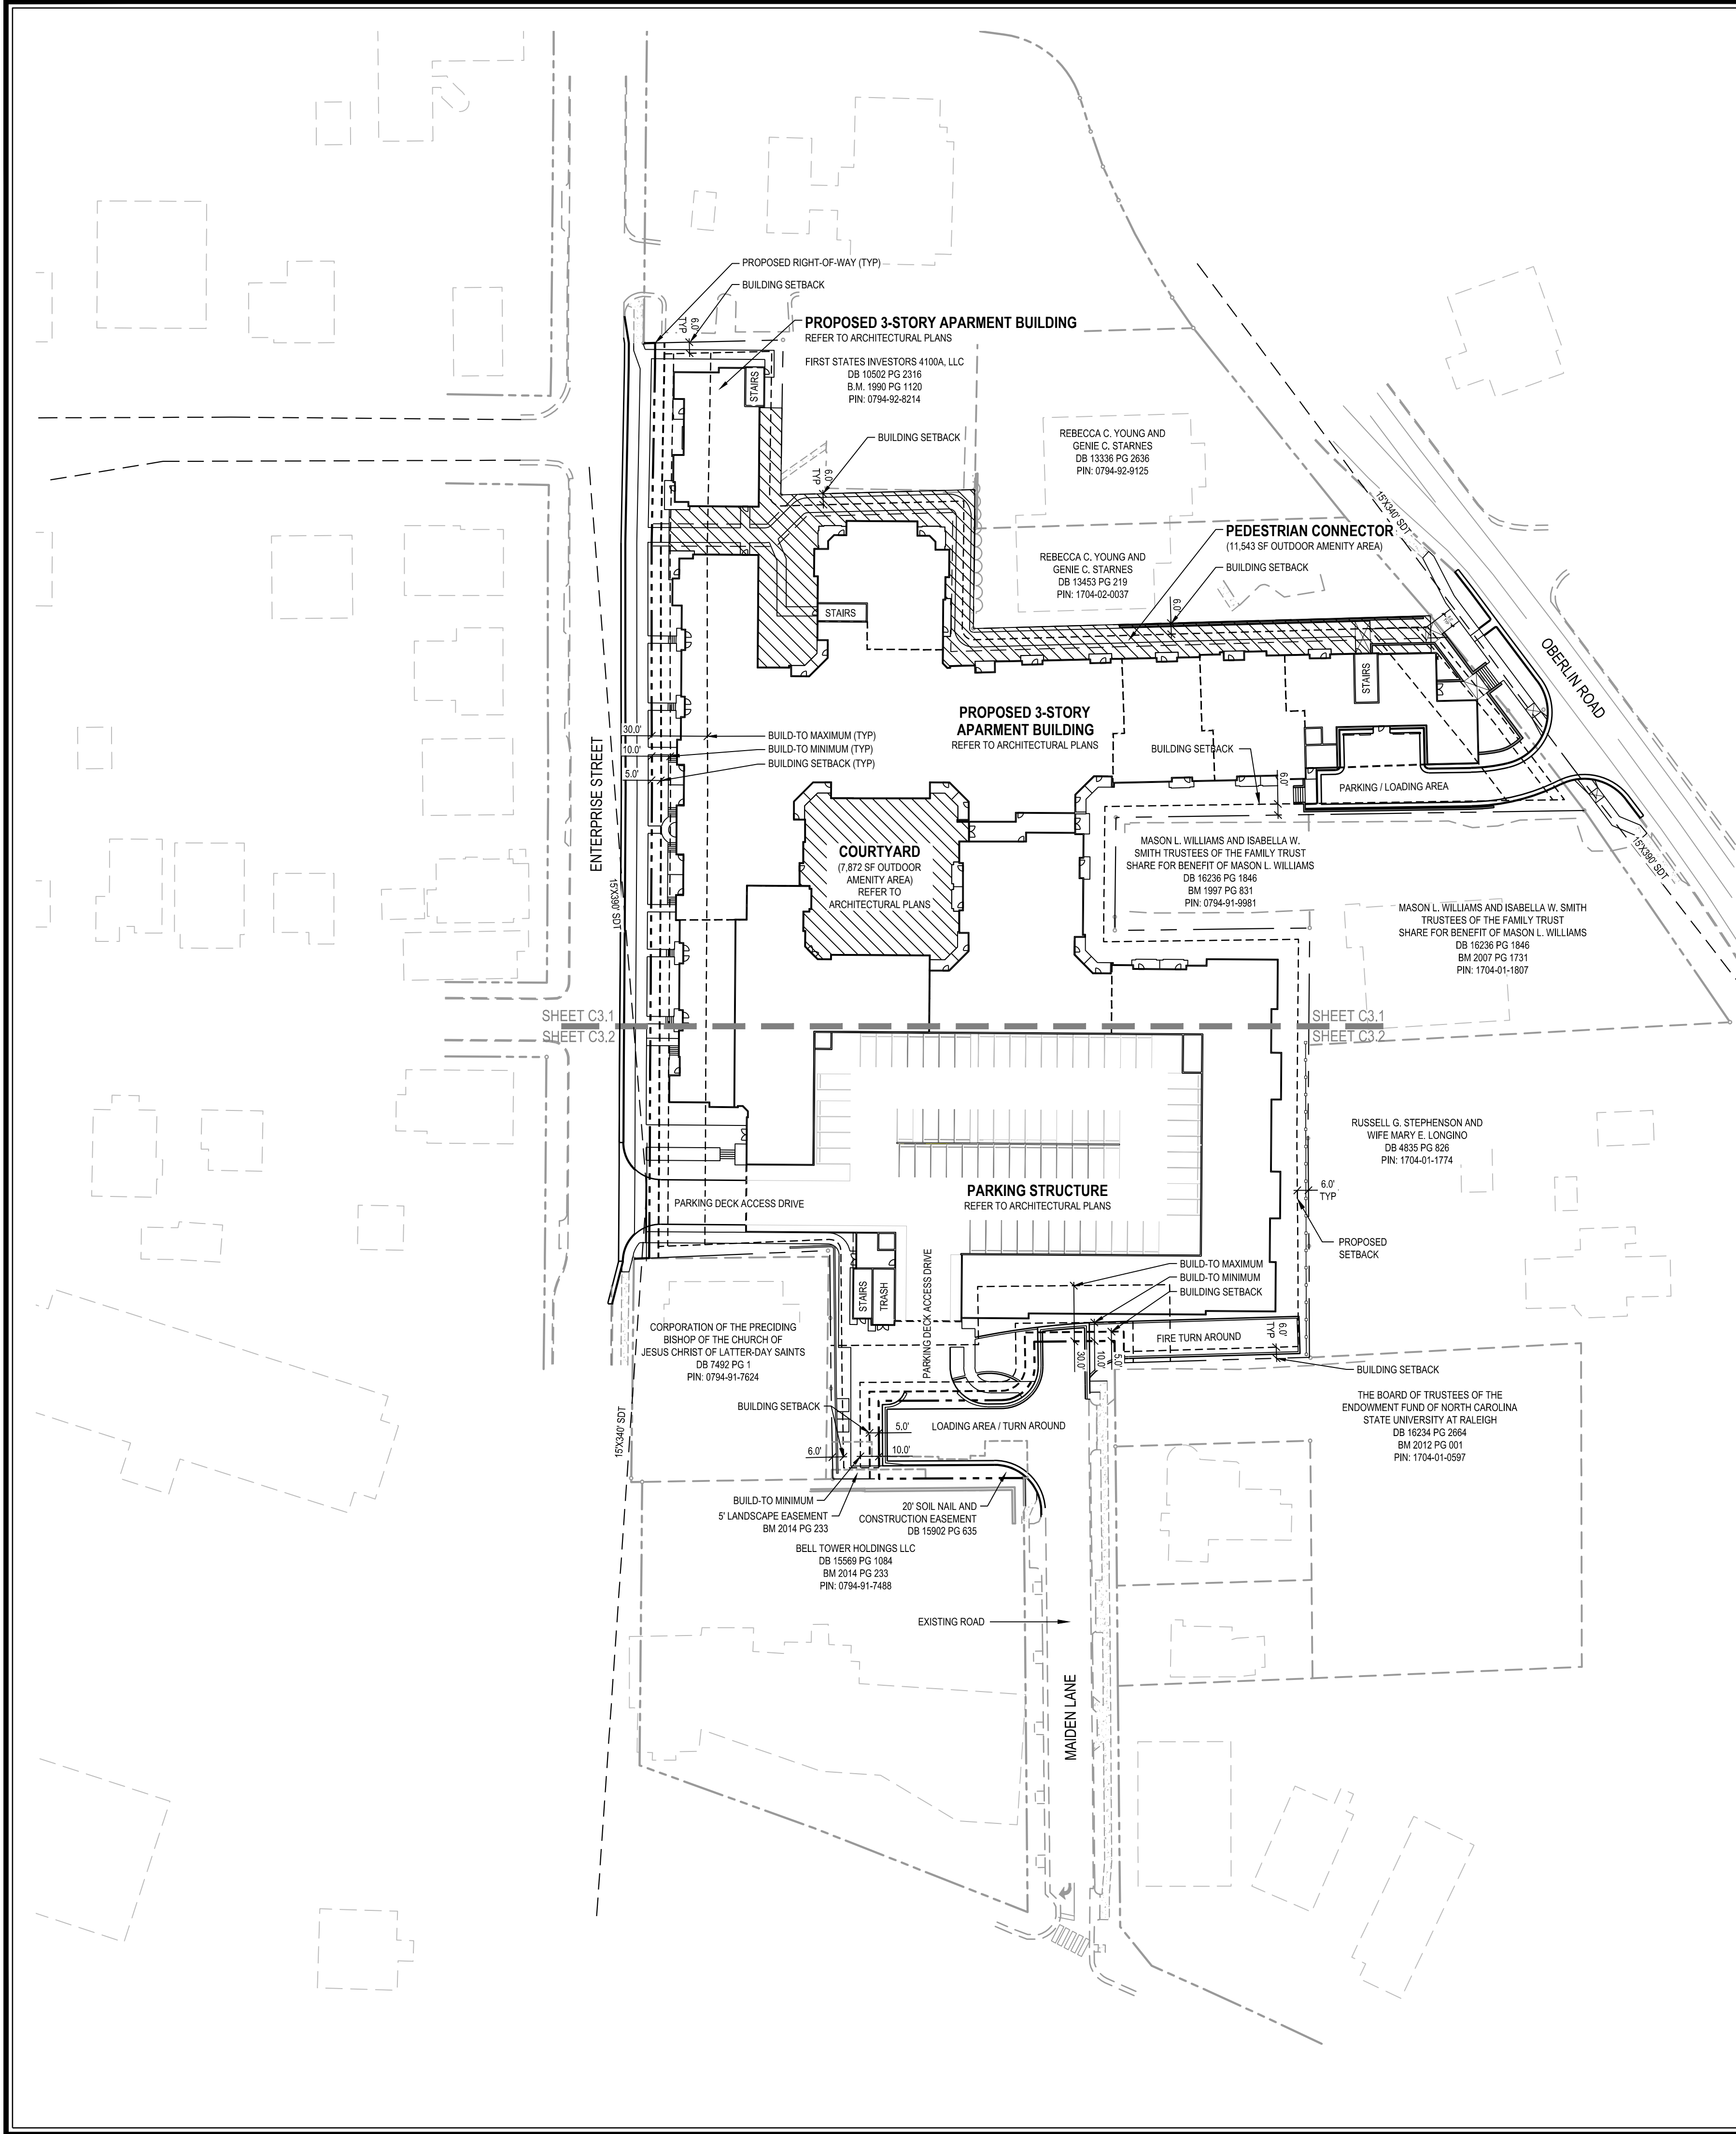 PROPOSED RIGHT-OF-WAY (TYP)
BUILDING SETBACK
6.0'
TYP
PROPOSED 3-STORY APARMENT BUILDING
REFER TO ARCHITECTURAL PLANS
FIRST STATES INVESTORS 4100A, LLC
DB 10502 PG 2316
B.M. 1990 PG 1120
PIN: 0794-92-8214
STAIRS
BUILDING SETBACK
6.0'
TYP
REBECCA C. YOUNG AND
GENIE C. STARNES
DB 13336 PG 2636
PIN: 0794-92-9125
15'X340' SDT
PEDESTRIAN CONNECTOR
(11,543 SF OUTDOOR AMENITY AREA)
BUILDING SETBACK
REBECCA C. YOUNG AND
GENIE C. STARNES
DB 13453 PG 219
PIN: 1704-02-0037
6.0'
STAIRS
OBERLIN ROAD
STAIRS
PROPOSED 3-STORY
APARMENT BUILDING
REFER TO ARCHITECTURAL PLANS
30.0'
BUILD-TO MAXIMUM (TYP)
10.0'
BUILD-TO MINIMUM (TYP)
5.0'
BUILDING SETBACK (TYP)
ENTERPRISE STREET
BUILDING SETBACK
6.0'
PARKING / LOADING AREA
COURTYARD
(7,872 SF OUTDOOR
AMENITY AREA)
REFER TO
ARCHITECTURAL PLANS
MASON L. WILLIAMS AND ISABELLA W.
SMITH TRUSTEES OF THE FAMILY TRUST
SHARE FOR BENEFIT OF MASON L. WILLIAMS
DB 16236 PG 1846
BM 1997 PG 831
PIN: 0794-91-9981
15'X390' SDT
15'X390' SDT
MASON L. WILLIAMS AND ISABELLA W. SMITH
TRUSTEES OF THE FAMILY TRUST
SHARE FOR BENEFIT OF MASON L. WILLIAMS
DB 16236 PG 1846
BM 2007 PG 1731
PIN: 1704-01-1807
SHEET C3.1
SHEET C3.2
SHEET C3.1
SHEET C3.2
RUSSELL G. STEPHENSON AND
WIFE MARY E. LONGINO
DB 4835 PG 826
PIN: 1704-01-1774
PARKING STRUCTURE
REFER TO ARCHITECTURAL PLANS
6.0'
TYP
PARKING DECK ACCESS DRIVE
PROPOSED
SETBACK
STAIRS
TRASH
PARKING DECK ACCESS DRIVE
BUILD-TO MAXIMUM
BUILD-TO MINIMUM
BUILDING SETBACK
CORPORATION OF THE PRECIDING
BISHOP OF THE CHURCH OF
JESUS CHRIST OF LATTER-DAY SAINTS
DB 7492 PG 1
PIN: 0794-91-7624
30.0'
10.0'
5.0'
FIRE TURN AROUND
6.0'
TYP
BUILDING SETBACK
THE BOARD OF TRUSTEES OF THE
ENDOWMENT FUND OF NORTH CAROLINA
STATE UNIVERSITY AT RALEIGH
DB 16234 PG 2664
BM 2012 PG 001
PIN: 1704-01-0597
BUILDING SETBACK
5.0'
LOADING AREA / TURN AROUND
15'X340' SDT
6.0'
10.0'
BUILD-TO MINIMUM
5' LANDSCAPE EASEMENT
BM 2014 PG 233
20' SOIL NAIL AND
CONSTRUCTION EASEMENT
DB 15902 PG 635
BELL TOWER HOLDINGS LLC
DB 15569 PG 1084
BM 2014 PG 233
PIN: 0794-91-7488
EXISTING ROAD
MAIDEN LANE